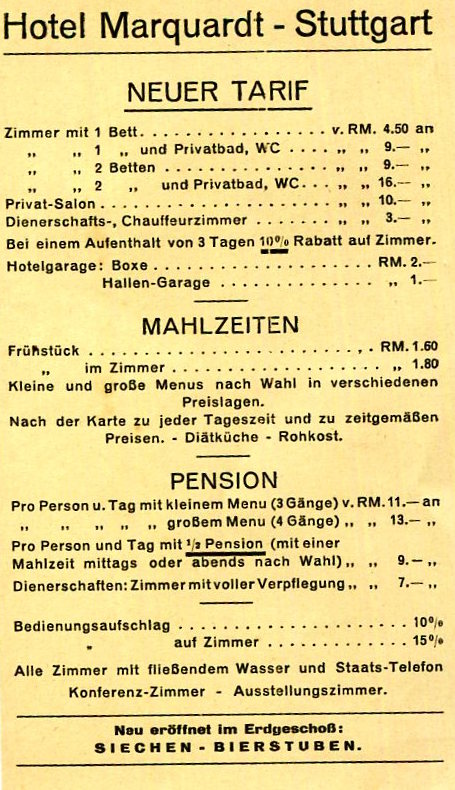 Hotel Marquardt - Stuttgart
NEUER TARIF
Zimmer mit 1 Bett. . . . . . . . . . . . . . . . v. RM. 4.50 an
„ „ 1 „ und Privatbad, WC . . . . „ „ 9.— „
„ „ 2 Betten . . . . . . . . . . . . . . „ „ 9.— „
„ „ 2 „ und Privatbad, WC. . . . „ „ 16.— „
Privat-Salon . . . . . . . . . . . . . . . . . . . „ „ 10.— „
Dienerschafts-, Chauffeurzimmer . . . . . . . „ „ 3.— „
Bei einem Aufenthalt von 3 Tagen 10% Rabatt auf Zimmer.
Hotelgarage: Boxe . . . . . . . . . . . . . . . . . . RM. 2.—
Hallen-Garage . . . . . . . . . . . . . „ 1.—
MAHLZEITEN
Frühstück . . . . . . . . . . . . . . . . . . . . . RM. 1.60
„ im Zimmer . . . . . . . . . . . . . . . . „ 1.80
Kleine und große Menus nach Wahl in verschiedenen
Preislagen.
Nach der Karte zu jeder Tageszeit und zu zeitgemäßen
Preisen. - Diätküche - Rohkost.
PENSION
Pro Person u. Tag mit kleinem Menu (3 Gänge) v. RM. 11.— an
„ „ „ „ „ großem Menu (4 Gänge) „ „ 13.— „
Pro Person und Tag mit ½ Pension (mit einer
Mahlzeit mittags oder abends nach Wahl) „ „ 9.— „
Dienerschaften: Zimmer mit voller Verpflegung „ „ 7.— „
Bedienungsaufschlag . . . . . . . . . . . . . . . . . . 10%
„ auf Zimmer . . . . . . . . . . . . 15%
Alle Zimmer mit fließendem Wasser und Staats-Telefon
Konferenz-Zimmer - Ausstellungszimmer.
Neu eröffnet im Erdgeschoß:
SIECHEN - BIERSTUBEN.